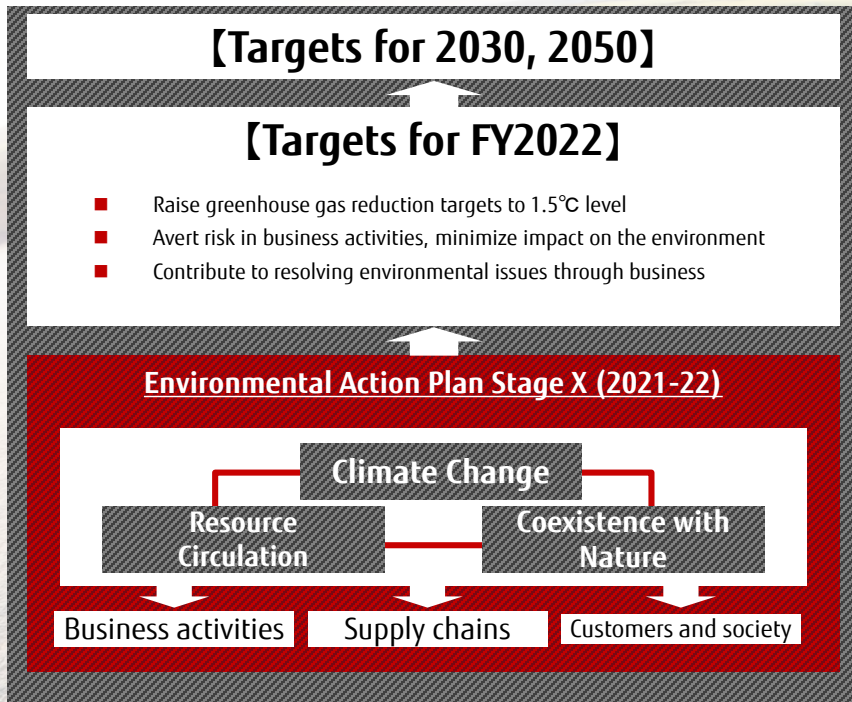 【Targets for 2030, 2050】
【Targets for FY2022】
■ Raise greenhouse gas reduction targets to 1.5℃ level
■ Avert risk in business activities, minimize impact on the environment
■ Contribute to resolving environmental issues through business
Environmental Action Plan Stage X (2021-22)
Climate Change
Resource
Circulation
Coexistence with
Nature
Business activities
Supply chains
Customers and society